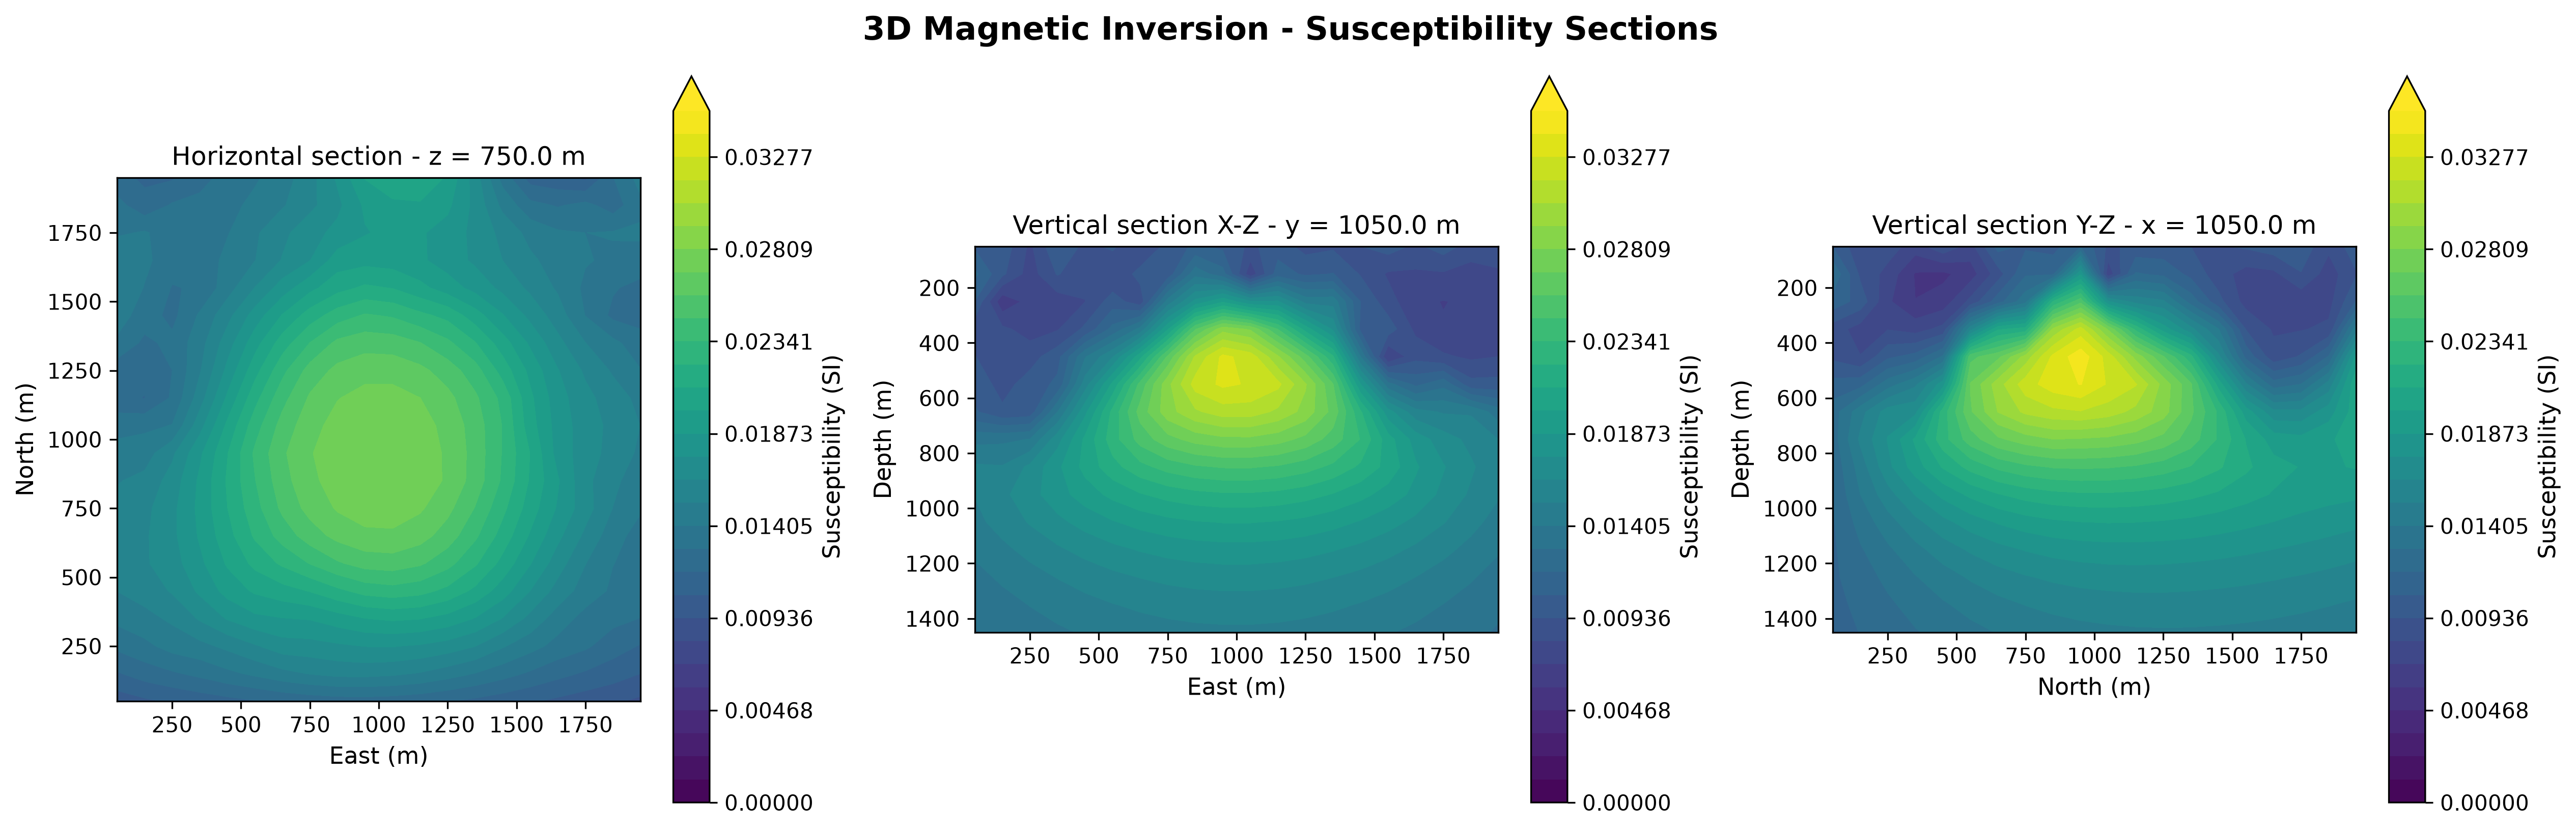 3D Magnetic Inversion - Susceptibility Sections
Horizontal section - z = 750.0 m
North (m)
1750
1500
1250
1000
750
500
250
250 500 750 1000 1250 1500 1750
East (m)
0.03277
0.02809
0.02341
0.01873
0.01405
0.00936
0.00468
0.00000
Susceptibility (SI)
Vertical section X-Z - y = 1050.0 m
Depth (m)
200
400
600
800
1000
1200
1400
250 500 750 1000 1250 1500 1750
East (m)
0.03277
0.02809
0.02341
0.01873
0.01405
0.00936
0.00468
0.00000
Susceptibility (SI)
Vertical section Y-Z - x = 1050.0 m
Depth (m)
200
400
600
800
1000
1200
1400
250 500 750 1000 1250 1500 1750
North (m)
0.03277
0.02809
0.02341
0.01873
0.01405
0.00936
0.00468
0.00000
Susceptibility (SI)